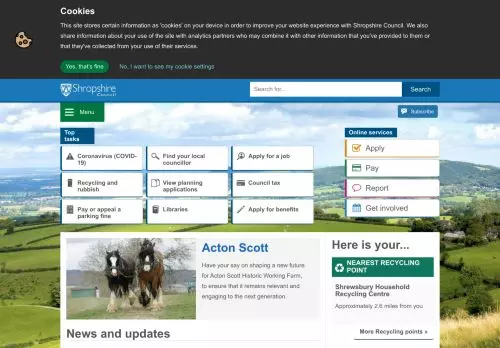 Cookies
This site stores certain information as 'cookies' on your device in order to improve your website experience with Shropshire Council. We also
share information about your use of the site with analytics partners who may combine it with other information that you've provided to them or
that they've collected from your use of their services.
Yes, that's fine
No, I want to see my cookie settings
Shropshire
Council
Search for...
Search
Menu
Subscribe
Top
tasks
Online services
Coronavirus (COVID-
19)
Find your local
councillor
Apply for a job
Recycling and
rubbish
View planning
applications
Council tax
Pay or appeal a
parking fine
Libraries
Apply for benefits
Apply
Pay
Report
Get involved
Acton Scott
Have your say on shaping a new future
for Acton Scott Historic Working Farm,
to ensure that it remains relevant and
engaging to the next generation.
News and updates
Here is your...
NEAREST RECYCLING
POINT
Shrewsbury Household
Recycling Centre
Approximately 2.6 miles from you
More Recycling points »